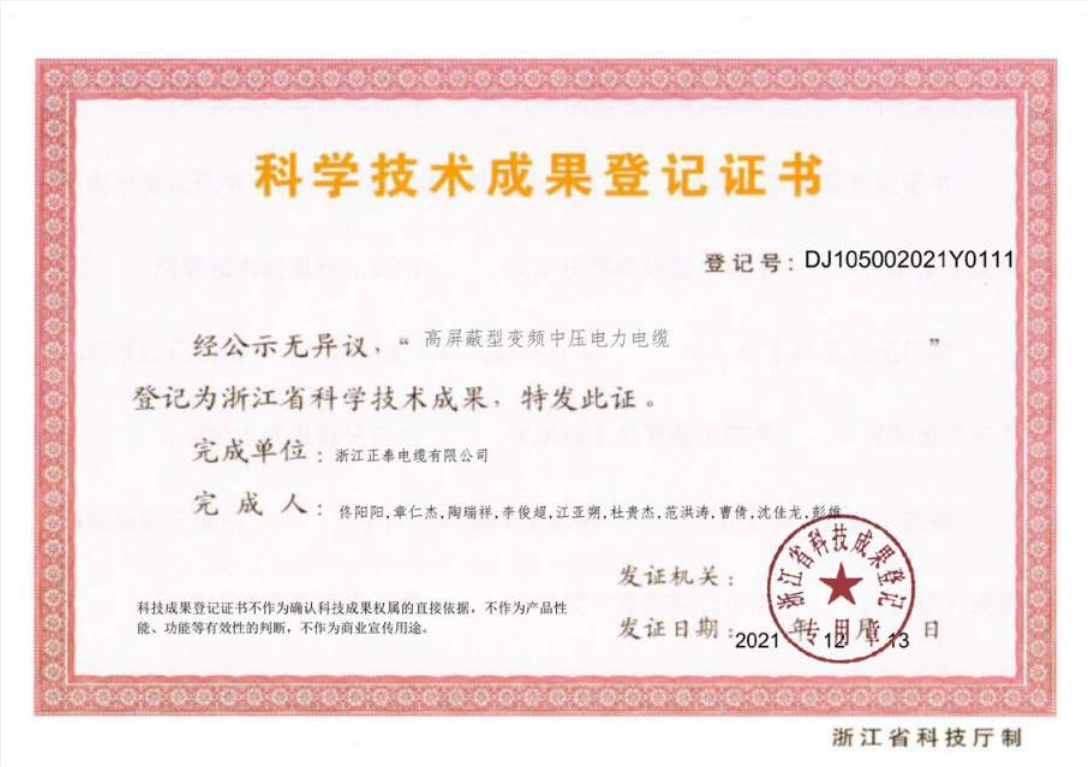 科学技术成果登记证书
登记号：DJ105002021Y0111
经公示无异议，“ 高屏蔽型变频中压电力电缆 ”
登记为浙江省科学技术成果，特发此证。
完成单位：浙江正泰电缆有限公司
完成人：佟阳阳,章仁杰,陶瑞祥,李俊超,江亚朔,杜贵杰,范洪涛,曹倩,沈佳龙,彭雄
发证机关：
浙江省科技成果登记
专用章
科技成果登记证书不作为确认科技成果权属的直接依据，不作为产品性
能、功能等有效性的判断，不作为商业宣传用途。
发证日期：2021 年 12 月 13 日
浙江省科技厅制